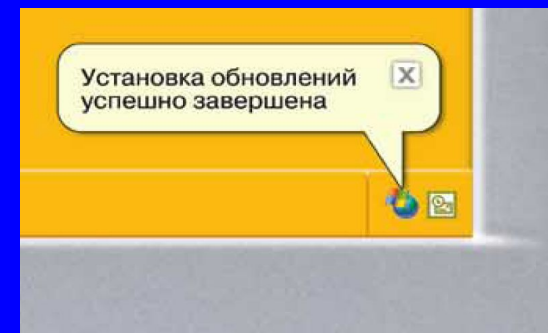 Установка обновлений
успешно завершена